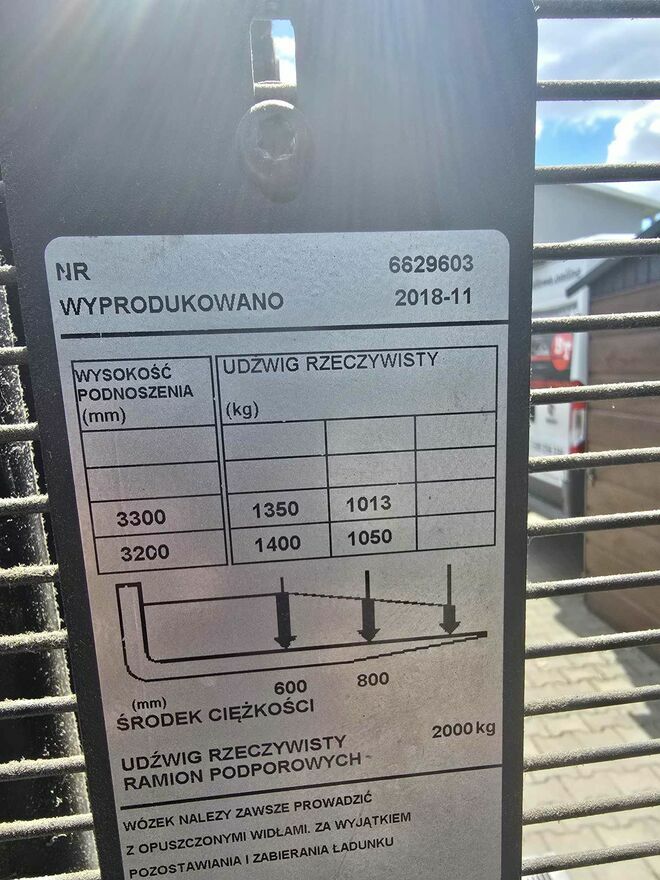 NR 6629603
WYPRODUKOWANO 2018-11
WYSOKOŚĆ
PODNOSZENIA
(mm)
UDŹWIG RZECZYWISTY
(kg)
3300 1350 1013
3200 1400 1050
600 800
(mm)
ŚRODEK CIĘŻKOŚCI
UDŹWIG RZECZYWISTY
RAMION PODPOROWYCH- 2000 kg
WÓZEK NALEZY ZAWSZE PROWADZIĆ
Z OPUSZCZONYMI WIDŁAMI. ZA WYJĄTKIEM
POZOSTAWIANIA I ZABIERANIA ŁADUNKU